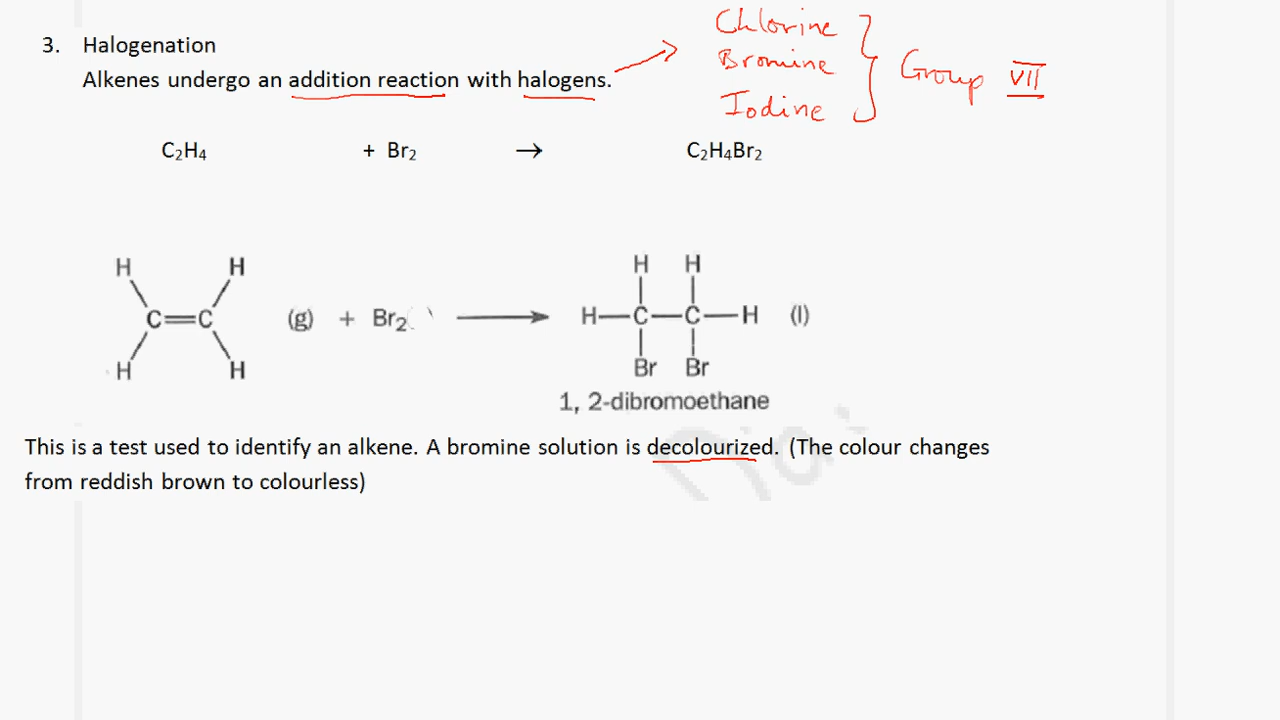 3. Halogenation
Alkenes undergo an addition reaction with halogens.
Chlorine
Bromine
Iodine
Group VII
C₂H₄ + Br₂ → C₂H₄Br₂
H H
C=C
H H
(g) + Br₂
H H
H—C—C—H (l)
Br Br
1, 2-dibromoethane
This is a test used to identify an alkene. A bromine solution is decolourized. (The colour changes
from reddish brown to colourless)